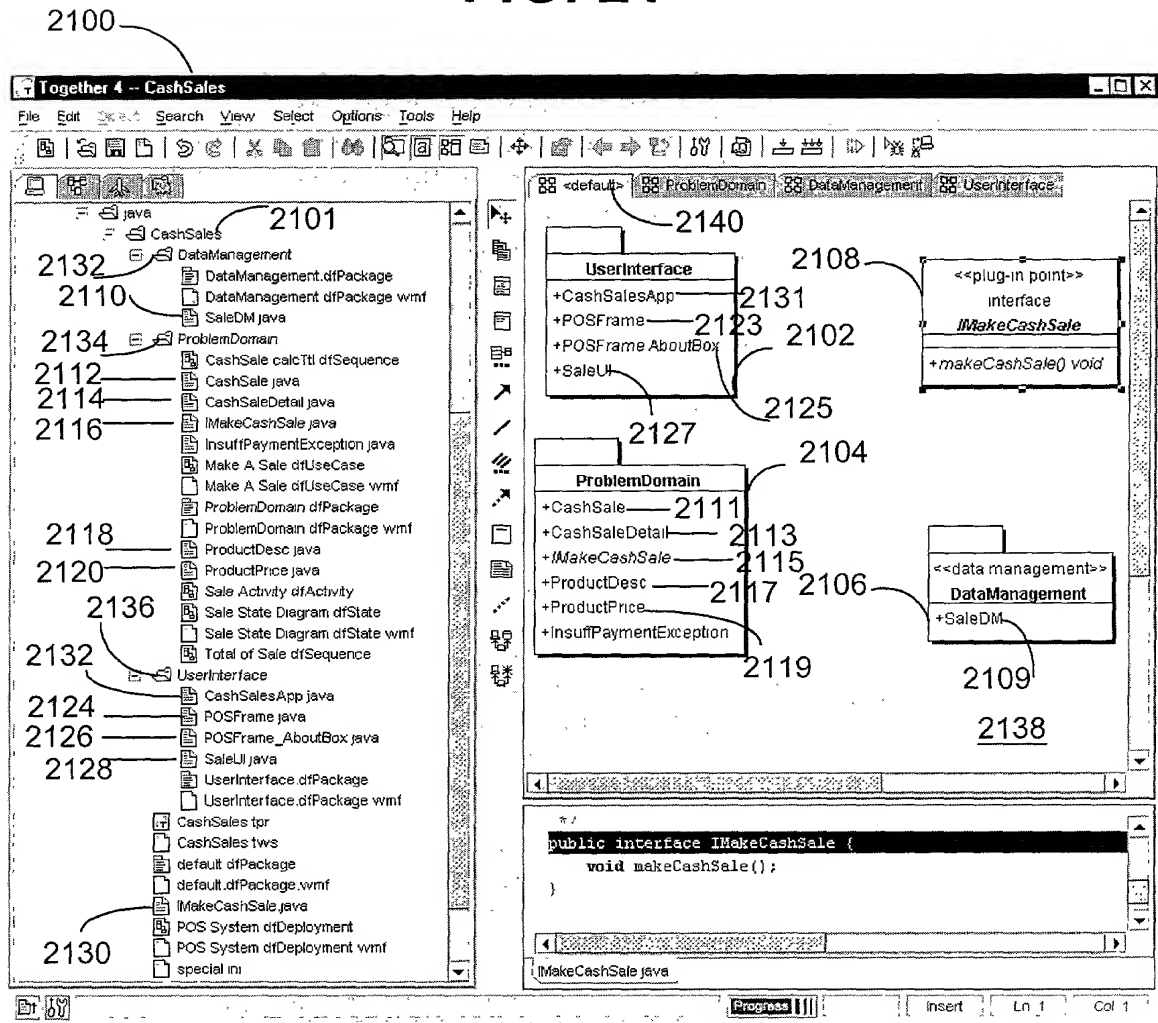 2100
Together 4 -- CashSales
File Edit Search View Select Options Tools Help
<default> ProblemDomain DataManagement UserInterface
java
2101
CashSales
2132
DataManagement
DataManagement.dfPackage
DataManagement dfPackage wmf
2110
SaleDM java
2134
ProblemDomain
CashSale calcTtl dfSequence
2112
CashSale java
2114
CashSaleDetail java
2116
IMakeCashSale java
InsuffPaymentException java
Make A Sale dfUseCase
Make A Sale dfUseCase wmf
ProblemDomain dfPackage
ProblemDomain dfPackage wmf
2118
ProductDesc java
2120
ProductPrice java
Sale Activity dfActivity
2136
Sale State Diagram dfState
Sale State Diagram dfState wmf
Total of Sale dfSequence
2132
UserInterface
CashSalesApp java
2124
POSFrame java
2126
POSFrame_AboutBox java
2128
SaleUI java
UserInterface.dfPackage
UserInterface.dfPackage wmf
CashSales tpr
CashSales tws
default dfPackage
default.dfPackage.wmf
IMakeCashSale.java
2130
POS System dfDeployment
POS System dfDeployment wmf
special ini
2140
UserInterface
+CashSalesApp 2131
+POSFrame 2123
+POSFrame AboutBox
+SaleUI
2102
2125
2127
2108
<<plug-in point>>
interface
IMakeCashSale
+makeCashSale() void
2104
ProblemDomain
+CashSale 2111
+CashSaleDetail 2113
+IMakeCashSale 2115
+ProductDesc 2117
+ProductPrice
+InsuffPaymentException
2119
2106
<<data management>>
DataManagement
+SaleDM
2109
2138
*/
public interface IMakeCashSale {
void makeCashSale();
}
IMakeCashSale java
Progress Insert Ln 1 Col 1